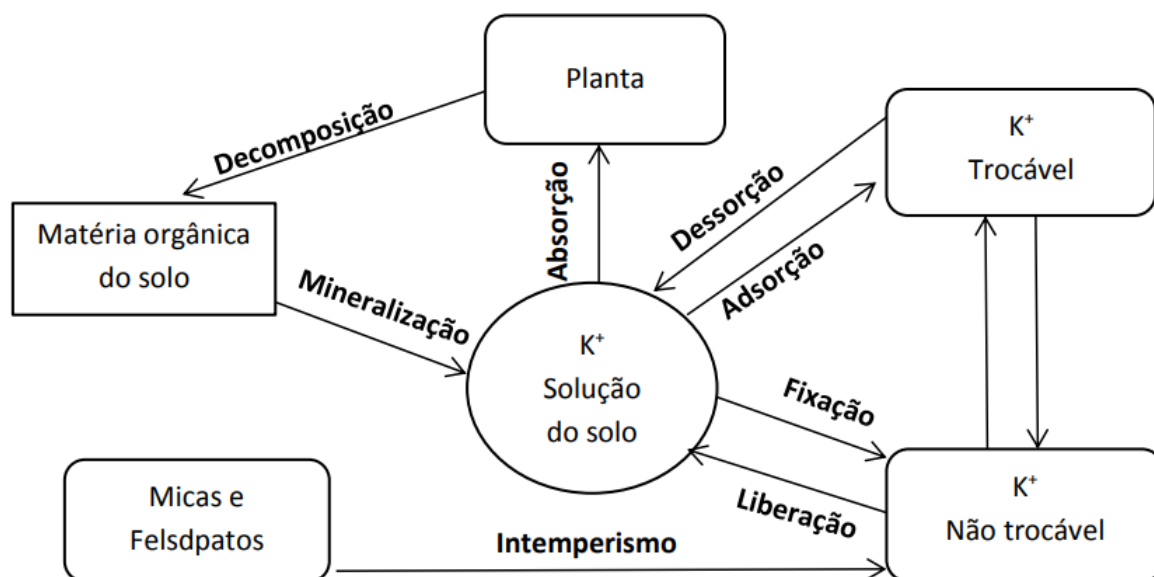 Planta
Decomposição
K⁺
Trocável
Absorção
Dessorção
Adsorção
Matéria orgânica
do solo
Mineralização
K⁺
Solução
do solo
Fixação
Liberação
Micas e
Felsdpatos
Intemperismo
K⁺
Não trocável